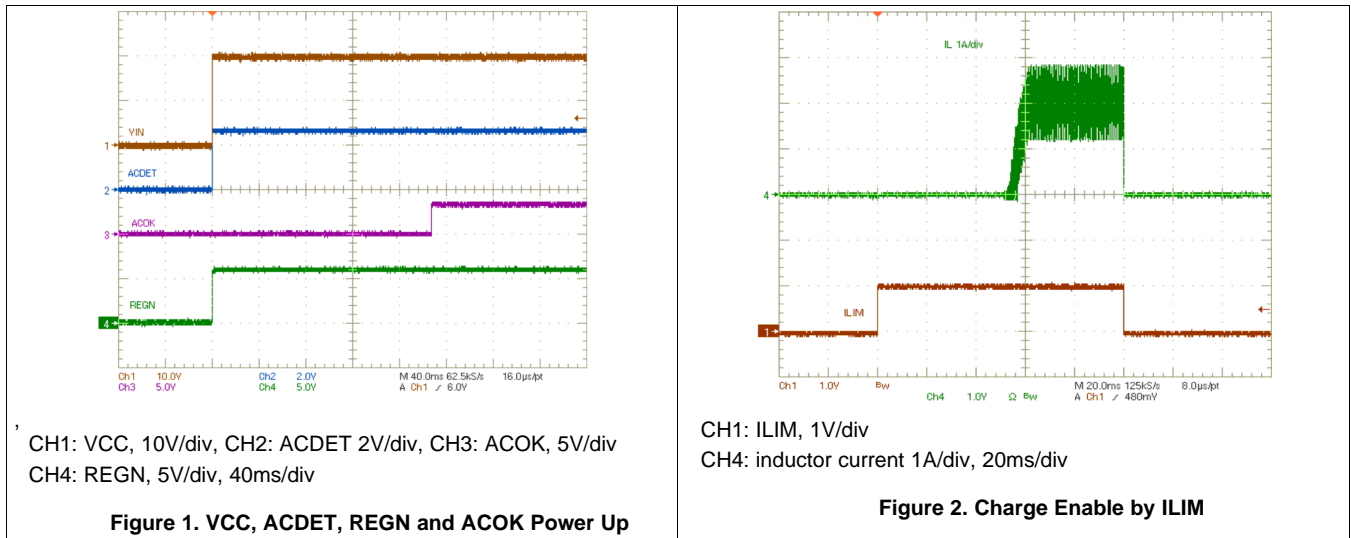 VIN
1
ACDET
2
ACOK
3
REGN
4
Ch1 10.0V Ch2 2.0V M 40.0ms 62.5kS/s 16.0µs/pt
Ch3 5.0V Ch4 5.0V A Ch1 ∕ 6.0V
,
CH1: VCC, 10V/div, CH2: ACDET 2V/div, CH3: ACOK, 5V/div
CH4: REGN, 5V/div, 40ms/div
Figure 1. VCC, ACDET, REGN and ACOK Power Up
IL 1A/div
4
ILIM
1
Ch1 1.0V Bw M 20.0ms 125kS/s 8.0µs/pt
Ch4 1.0V Ω Bw A Ch1 ∕ 480mV
CH1: ILIM, 1V/div
CH4: inductor current 1A/div, 20ms/div
Figure 2. Charge Enable by ILIM